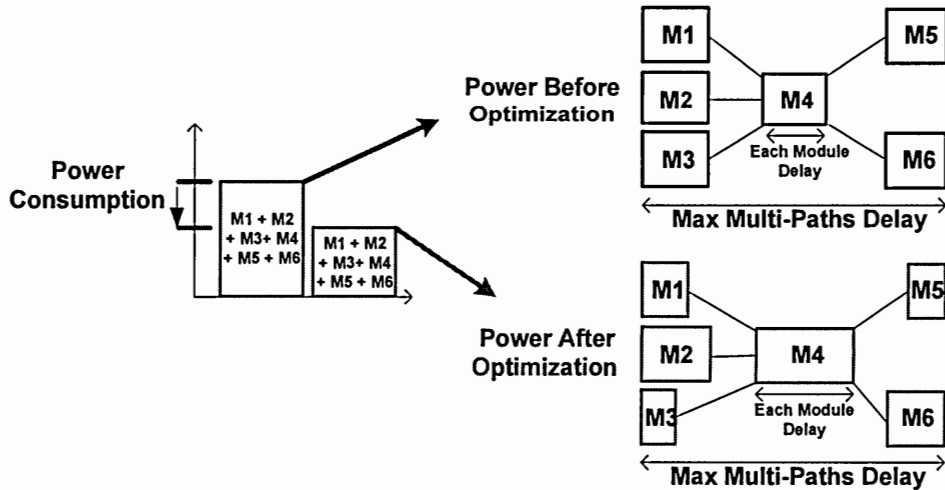 Power
Consumption
M1 + M2
+ M3+ M4
+ M5 + M6
M1 + M2
+ M3+ M4
+ M5 + M6
Power Before
Optimization
M1
M2
M3
M4
M5
M6
Each Module
Delay
Max Multi-Paths Delay
Power After
Optimization
M1
M2
M3
M4
M5
M6
Each Module
Delay
Max Multi-Paths Delay